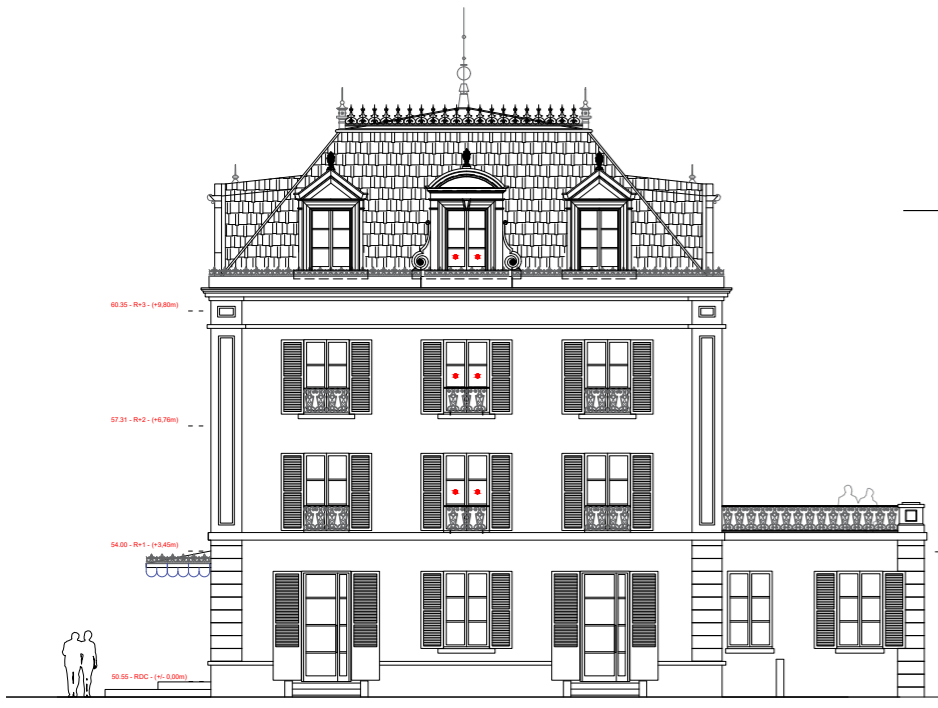 60.35 - R+3 - (+9,80m)
57.31 - R+2 - (+6,76m)
54.00 - R+1 - (+3,45m)
50.55 - RDC - (+/- 0,00m)